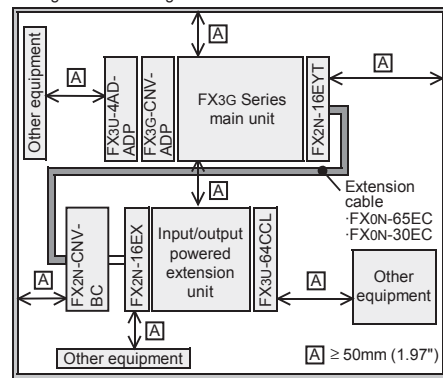 Other equipment
A
A
A
FX3U-4AD-
ADP
FX3G-CNV-
ADP
FX3G Series
main unit
FX2N-16EYT
A
Extension
cable
·FX0N-65EC
·FX0N-30EC
A
FX2N-CNV-
BC
FX2N-16EX
Input/output
powered
extension
unit
FX3U-64CCL
A
Other
equipment
A
Other equipment
A ≥ 50mm (1.97")